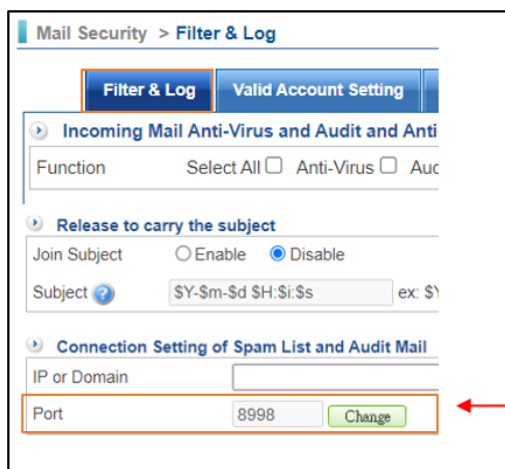 Mail Security > Filter & Log
Filter & Log Valid Account Setting
Incoming Mail Anti-Virus and Audit and Anti
Function Select All Anti-Virus
Release to carry the subject
Join Subject Enable Disable
Subject $Y-$m-$d $H:$i:$s ex:
Connection Setting of Spam List and Audit Mail
IP or Domain
Port 8998 Change